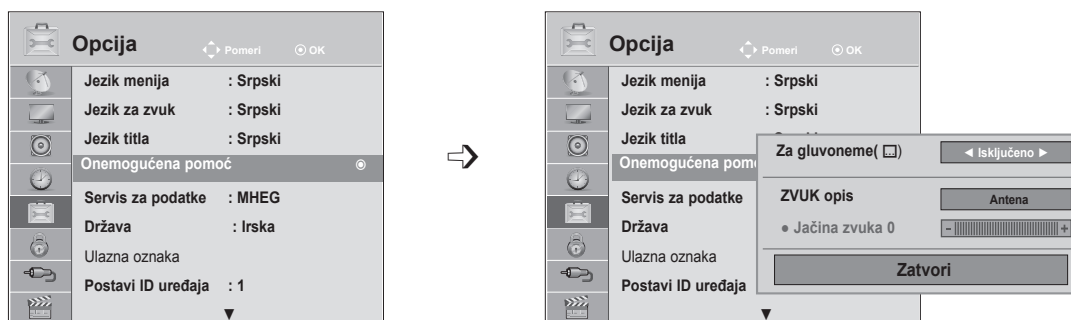 Opcija
Pomeri OK
Jezik menija : Srpski
Jezik za zvuk : Srpski
Jezik titla : Srpski
Onemogućena pomoć
Servis za podatke : MHEG
Država : Irska
Ulazna oznaka
Postavi ID uređaja : 1
Opcija
Pomeri OK
Jezik menija : Srpski
Jezik za zvuk : Srpski
Jezik titla
Onemogućena
Servis za podatke
Država
Ulazna oznaka
Postavi ID uređaja
Za gluvoneme( ) ◄ Isključeno ►
ZVUK opis Antena
● Jačina zvuka 0 - +
Zatvori